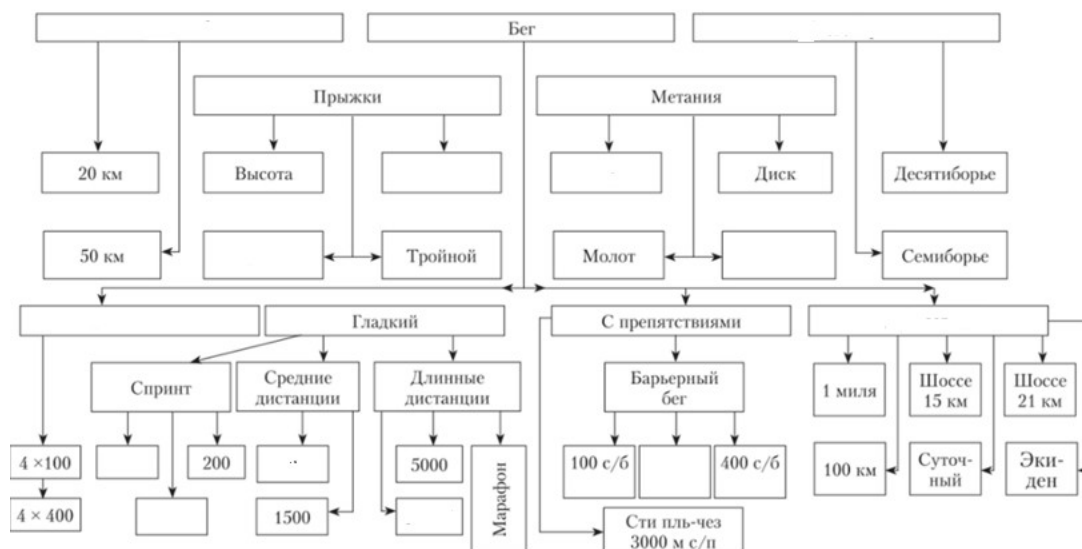 Бег
Прыжки
Метания
20 км
Высота
Диск
Десятиборье
50 км
Тройной
Молот
Семиборье
Гладкий
С препятствиями
Спринт
Средние
дистанции
Длинные
дистанции
Барьерный
бег
1 миля
Шоссе
15 км
Шоссе
21 км
4 ×100
200
5000
Марафон
100 с/б
400 с/б
100 км
Суточ-
ный
Эки-
ден
4 × 400
1500
Сти пль-чез
3000 м с/п